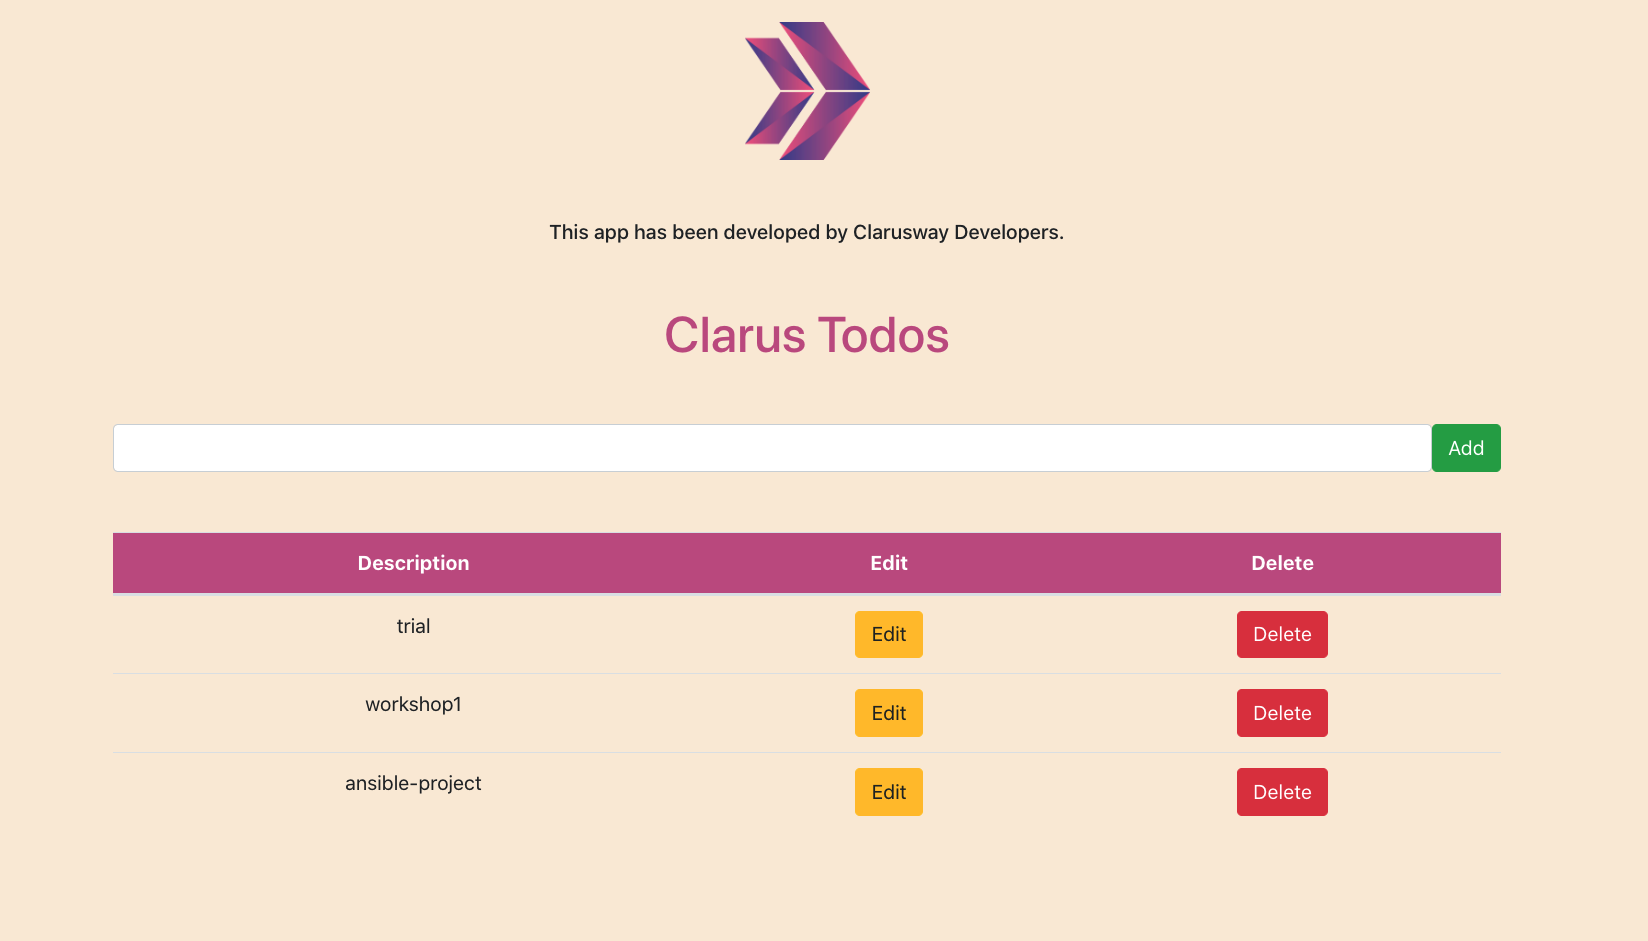 This app has been developed by Clarusway Developers.
Clarus Todos
Add
Description Edit Delete
trial Edit Delete
workshop1 Edit Delete
ansible-project Edit Delete